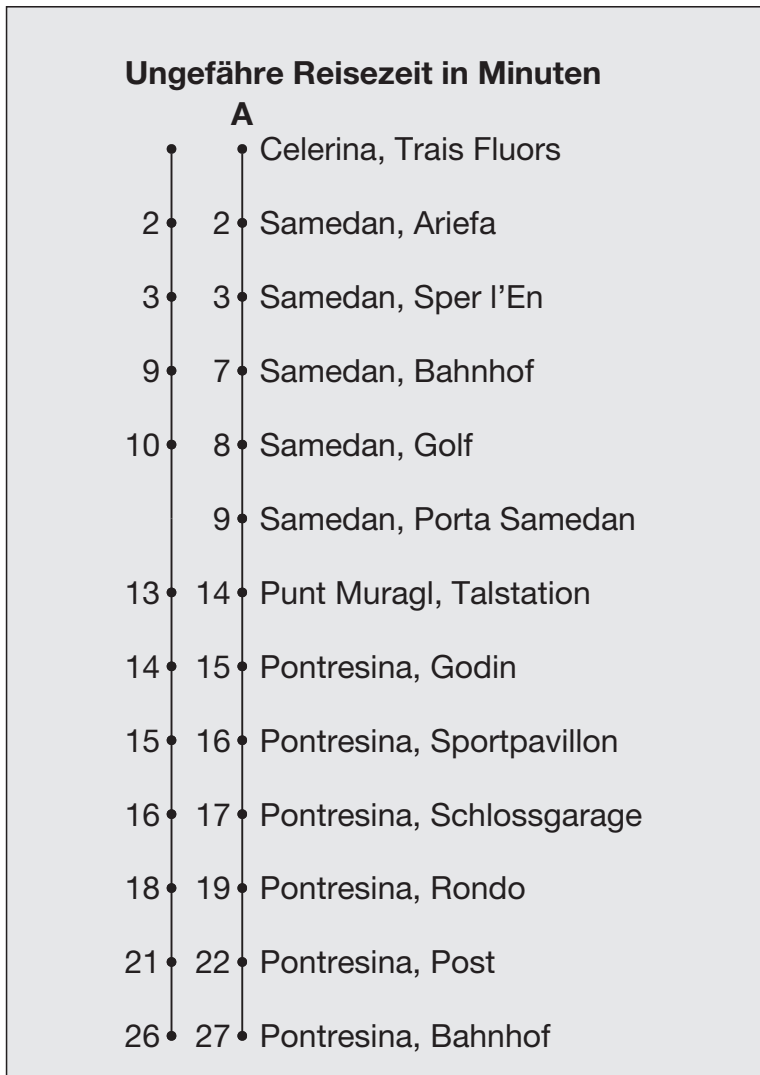 Ungefähre Reisezeit in Minuten
A
Celerina, Trais Fluors
2 2 Samedan, Ariefa
3 3 Samedan, Sper l’En
9 7 Samedan, Bahnhof
10 8 Samedan, Golf
9 Samedan, Porta Samedan
13 14 Punt Muragl, Talstation
14 15 Pontresina, Godin
15 16 Pontresina, Sportpavillon
16 17 Pontresina, Schlossgarage
18 19 Pontresina, Rondo
21 22 Pontresina, Post
26 27 Pontresina, Bahnhof